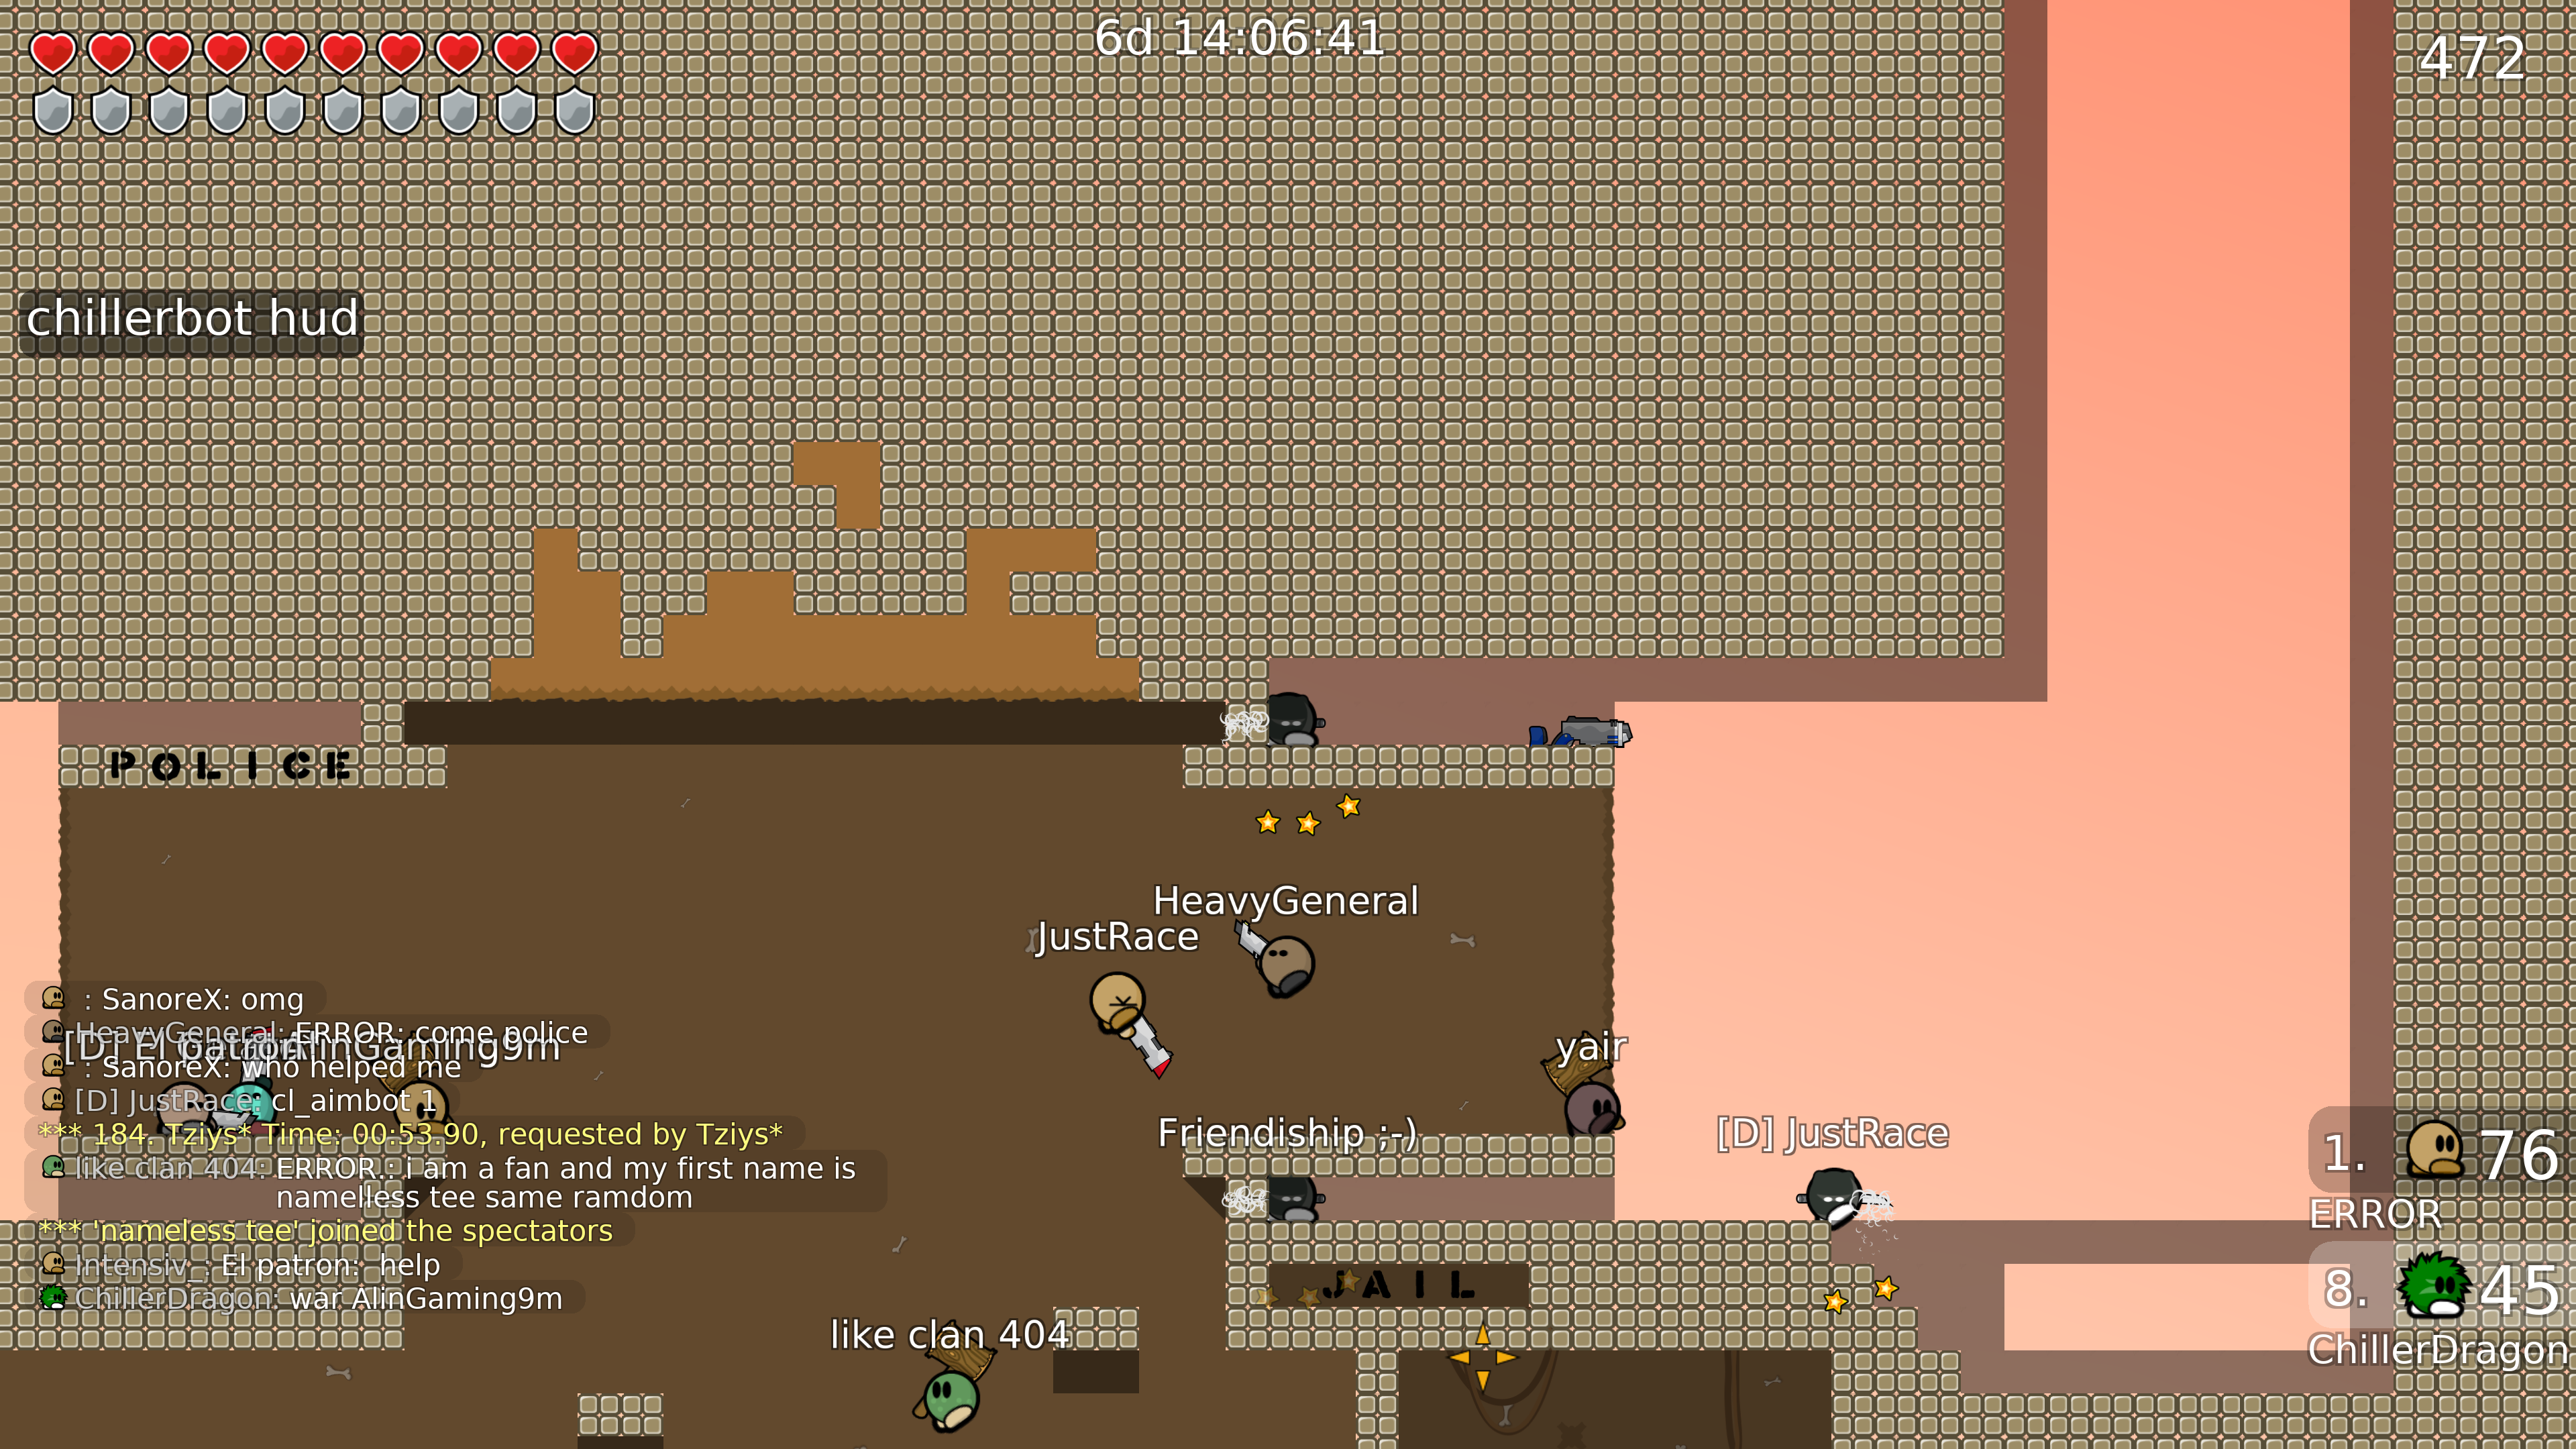 6d 14:06:41
472
chillerbot hud
POLICE
HeavyGeneral
JustRace
: SanoreX: omg
HeavyGeneral: ERROR: come police
[D] El patron
AlinGaming9m
yair
: SanoreX: who helped me
[D] JustRace: cl_aimbot 1
*** 184. Tziys* Time: 00:53.90, requested by Tziys*
Friendiship ;-)
[D] JustRace
1. 76
ERROR
like clan 404: ERROR : i am a fan and my first name is
namelless tee same ramdom
*** 'nameless tee' joined the spectators
Intensiv_: El patron: help
JAIL
8. 45
ChillerDragon: war AlinGaming9m
like clan 404
ChillerDragon